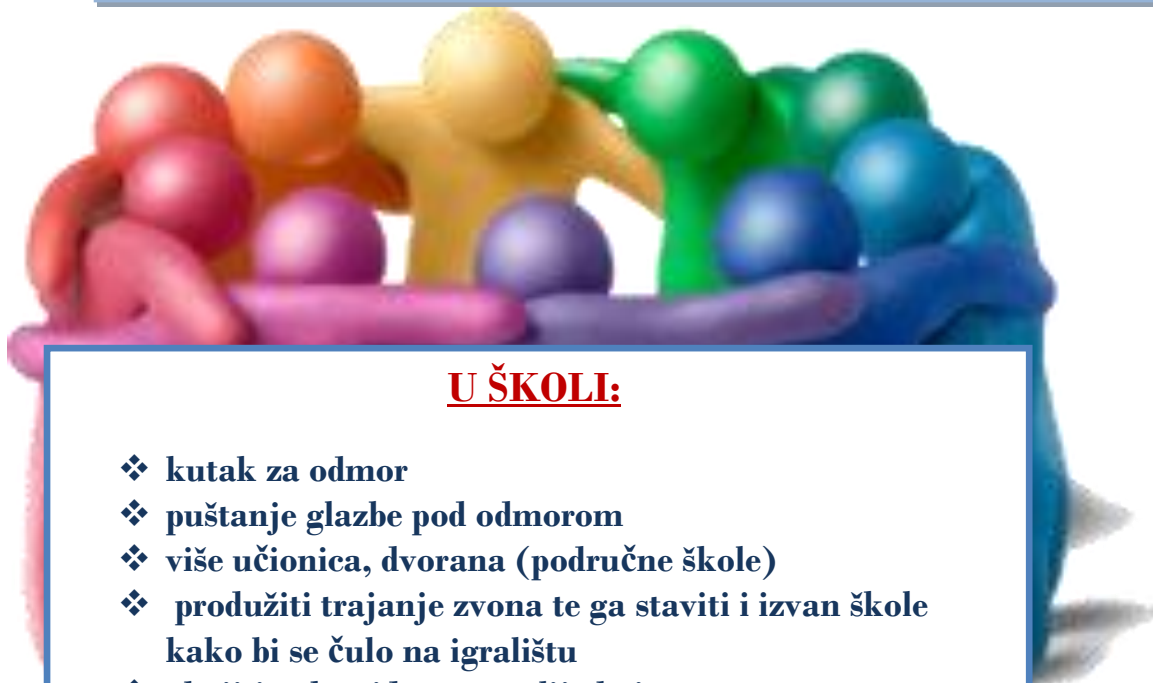 U ŠKOLI:
❖ kutak za odmor
❖ puštanje glazbe pod odmorom
❖ više učionica, dvorana (područne škole)
❖ produžiti trajanje zvona te ga staviti i izvan škole
kako bi se čulo na igralištu